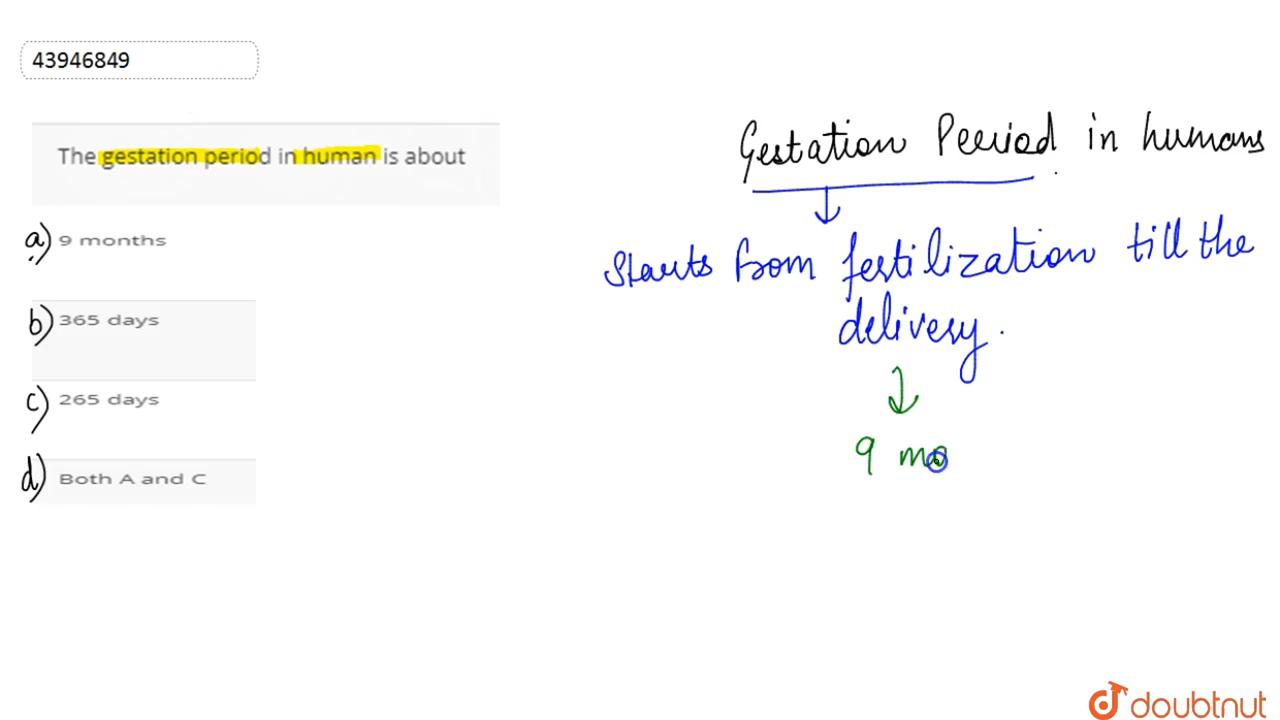 43946849
The gestation period in human is about
a) 9 months
b) 365 days
c) 265 days
d) Both A and C
Gestation Period in humans
Starts from fertilization till the
delivery.
9 mo
doubtnut